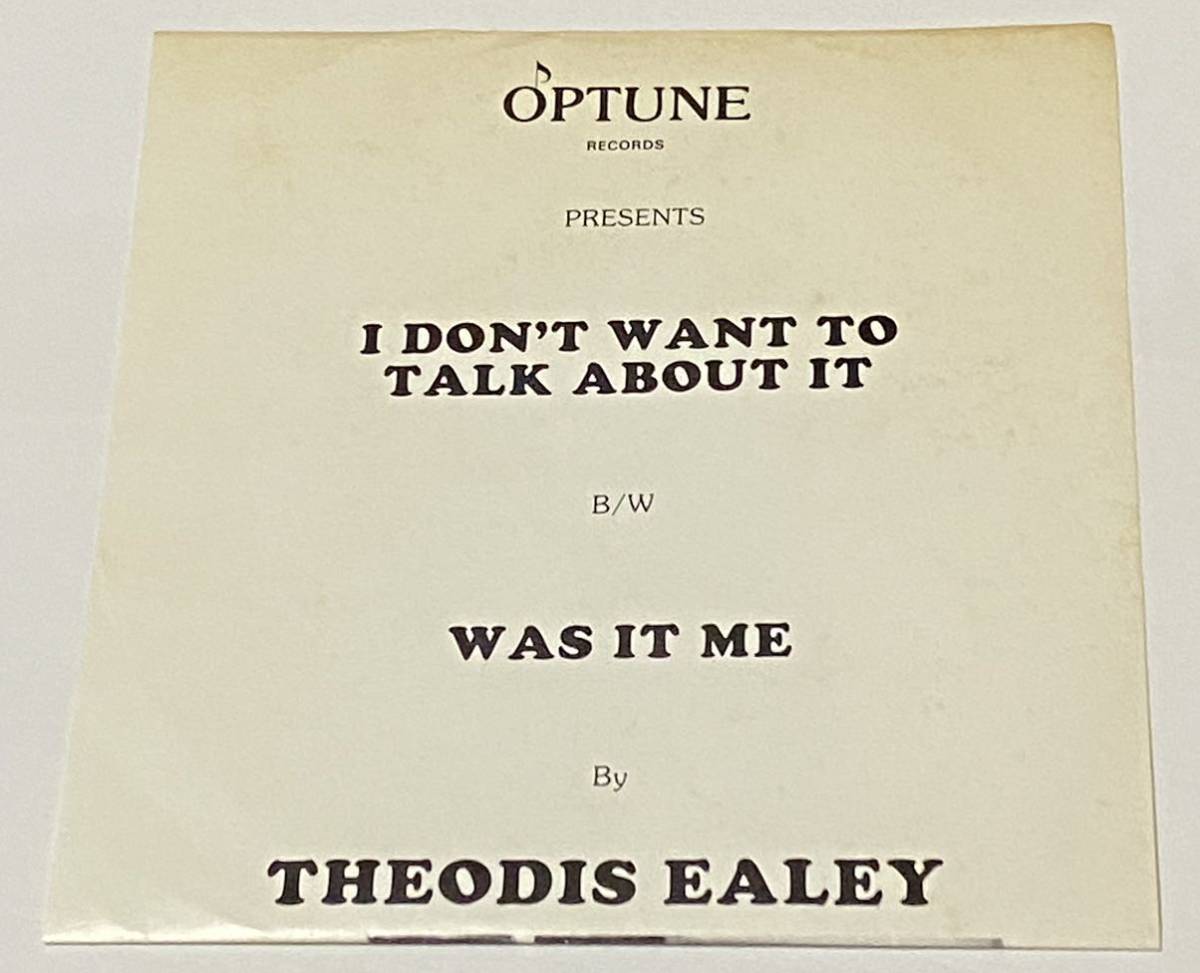 OPTUNE
RECORDS
PRESENTS
I DON'T WANT TO
TALK ABOUT IT
B/W
WAS IT ME
By
THEODIS EALEY